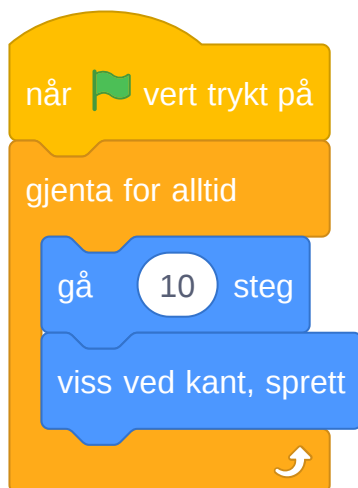 når vert trykt på
gjenta for alltid
gå 10 steg
viss ved kant, sprett